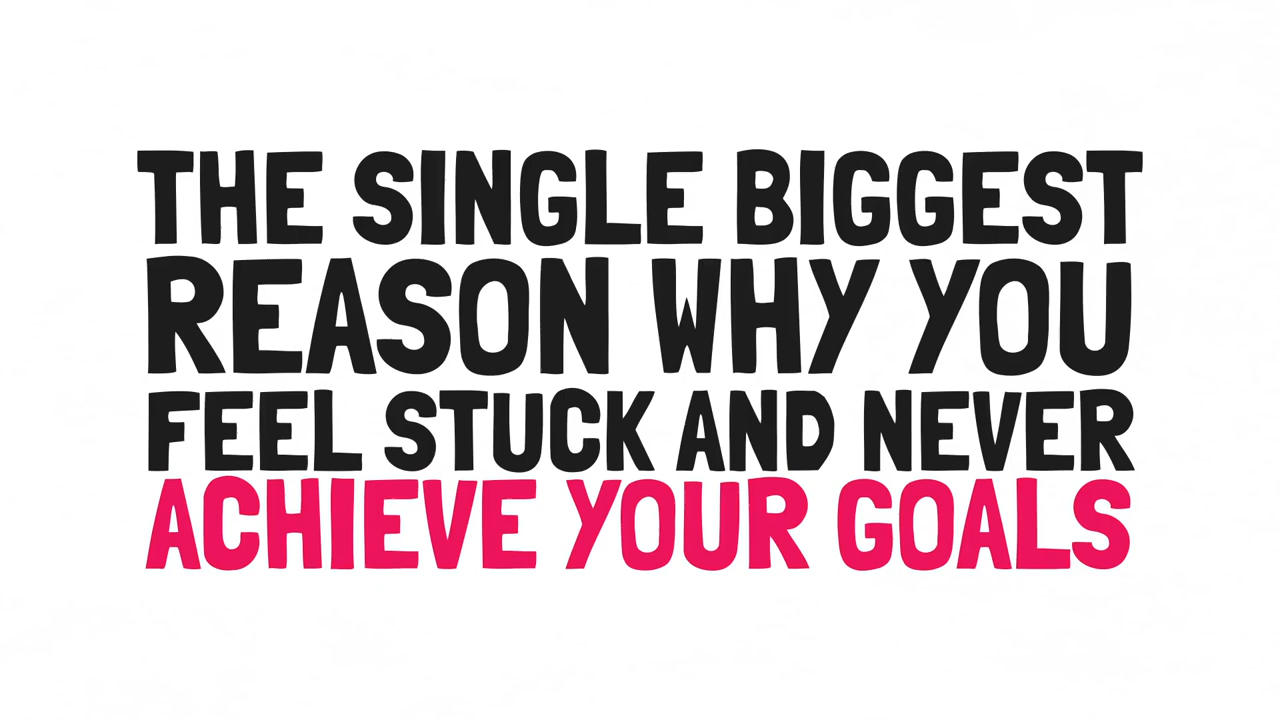 THE SINGLE BIGGEST
REASON WHY YOU
FEEL STUCK AND NEVER
ACHIEVE YOUR GOALS